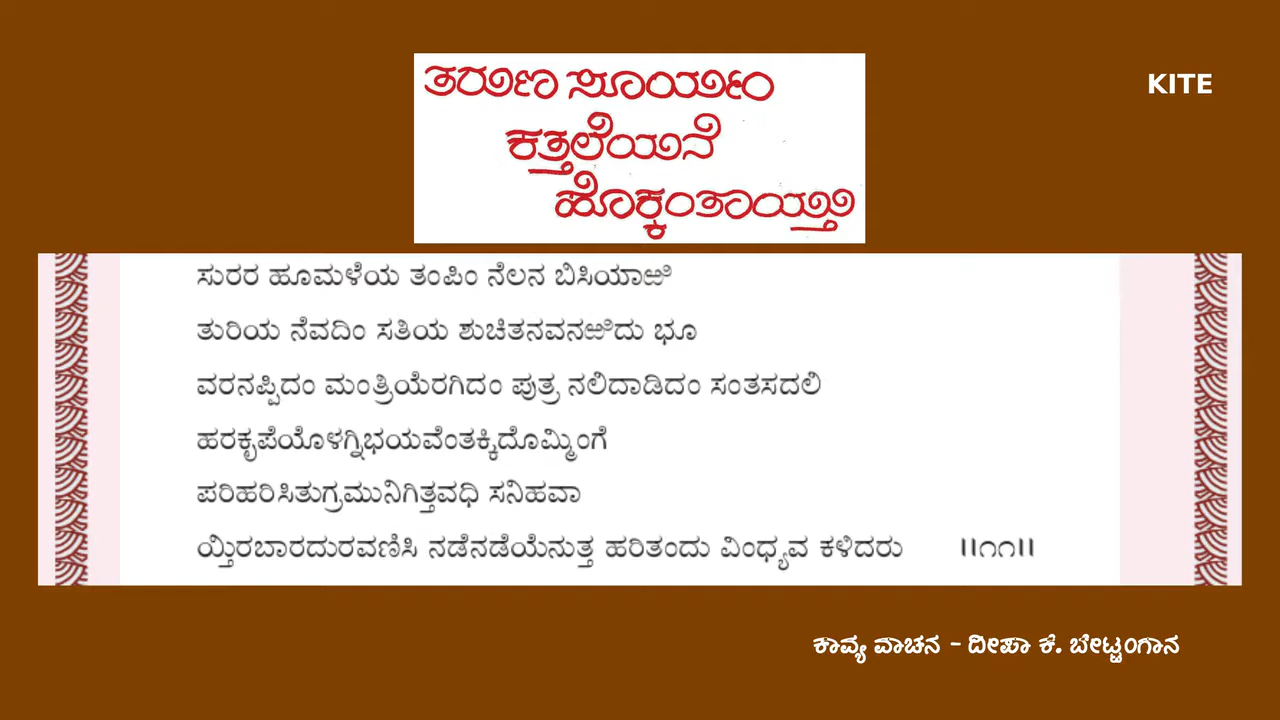 ತರುಣ ಸೂರ್ಯಂ
KITE
ಕತ್ತಲೆಯನೆ
ಹೊಕ್ಕಂತಾಯ್ತು
ಸುರರ ಹೂಮಳೆಯ ತಂಪಿಂ ನೆಲನ ಬಿಸಿಯಾಱಿ
ತುರಿಯ ನೆವದಿಂ ಸತಿಯ ಶುಚಿತನವನಱಿದು ಭೂ
ವರನಪ್ಪಿದಂ ಮಂತ್ರಿಯೆರಗಿದಂ ಪುತ್ರ ನಲಿದಾಡಿದಂ ಸಂತಸದಲಿ
ಹರಕೃಪೆಯೊಳಗ್ನಿಭಯವೆಂತಕ್ಕಿದೊಮ್ಮಿಂಗೆ
ಪರಿಹರಿಸಿತುಗ್ರಮುನಿಗಿತ್ತವಧಿ ಸನಿಹವಾ
ಯ್ತಿರಬಾರದುರವಣಿಸಿ ನಡೆನಡೆಯೆನುತ್ತ ಹರಿತಂದು ವಿಂಧ್ಯವ ಕಳಿದರು ॥೧೧॥
ಕಾವ್ಯ ವಾಚನ - ದೀಪಾ ಕೆ. ಬೇಟ್ಟಂಗಾನ